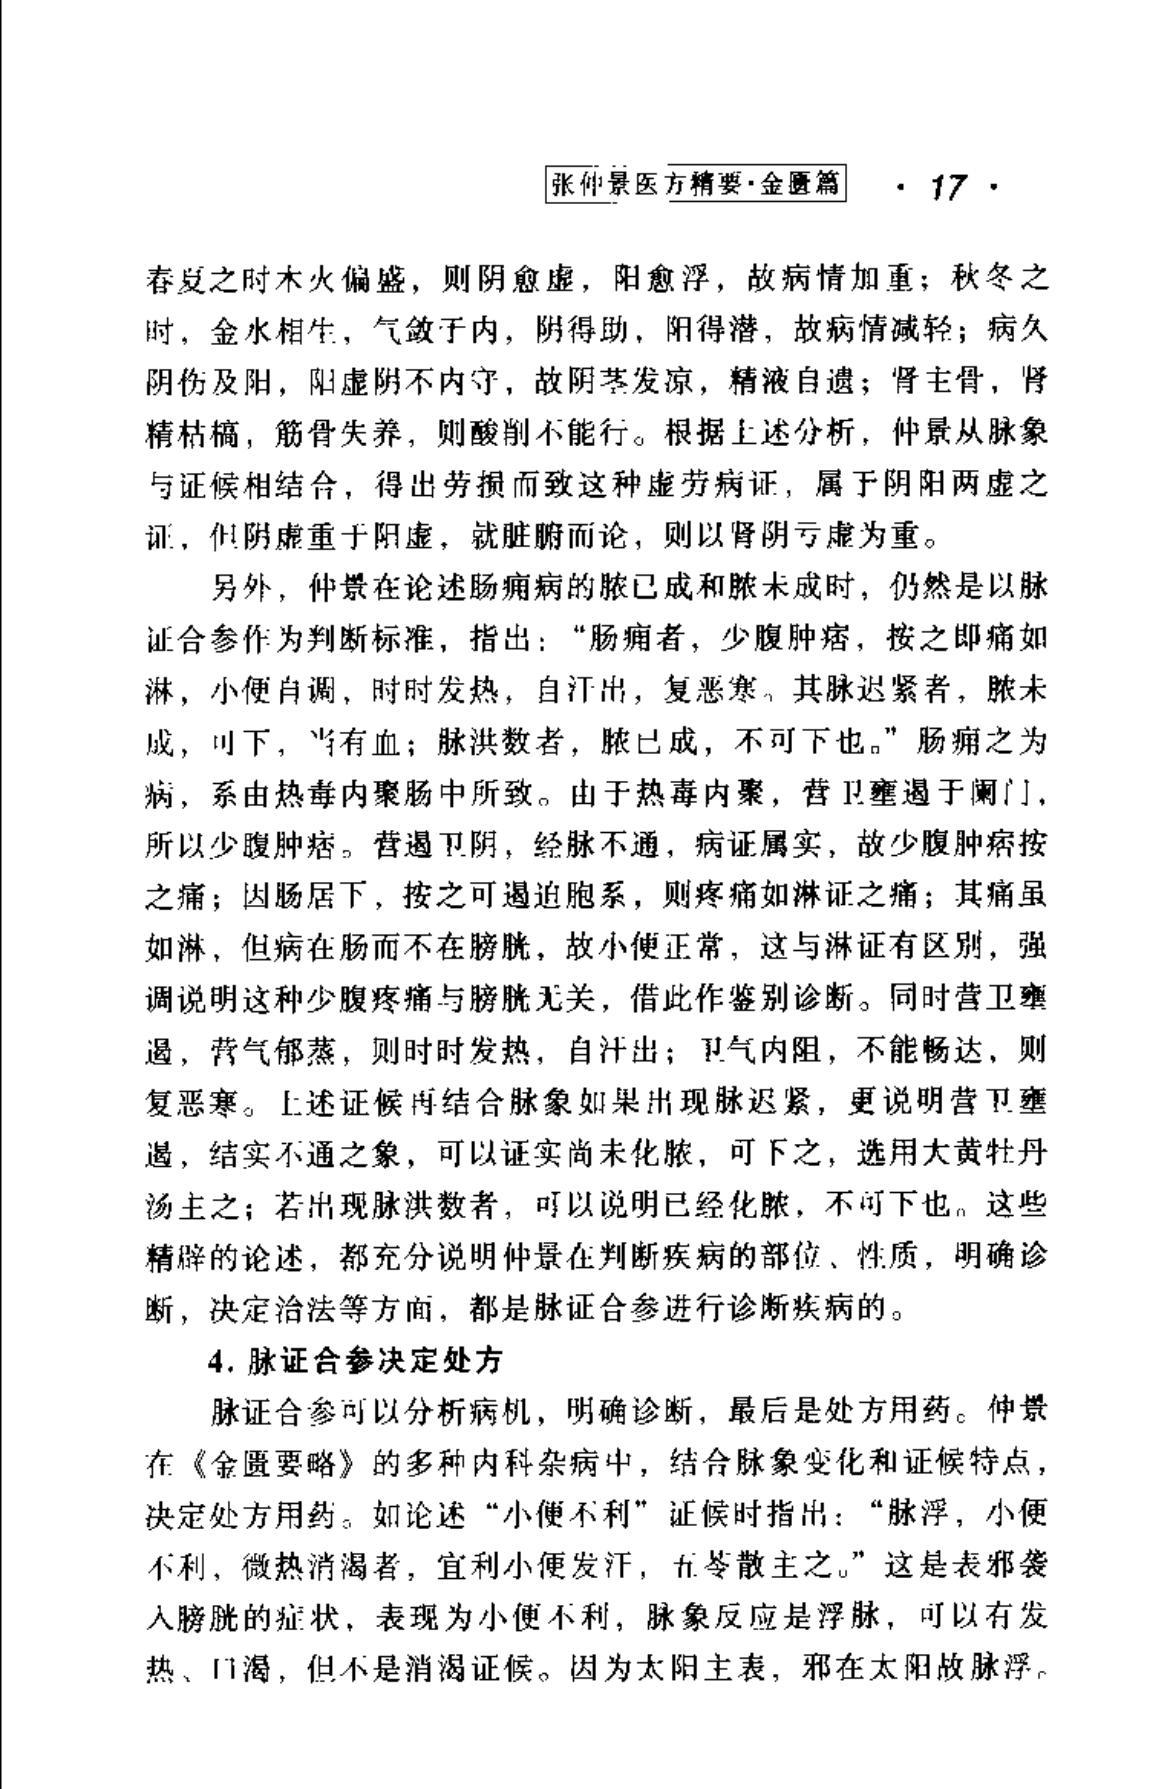 张仲景医方精要·金匮篇 · 17 ·
春夏之时木火偏盛，则阴愈虚，阳愈浮，故病情加重；秋冬之
时，金水相生，气敛于内，阴得助，阳得潜，故病情减轻；病久
阴伤及阳，阳虚阴不内守，故阴茎发凉，精液自遗；肾主骨，肾
精枯槁，筋骨失养，则酸削不能行。根据上述分析，仲景从脉象
与证候相结合，得出劳损而致这种虚劳病证，属于阴阳两虚之
证，但阴虚重于阳虚，就脏腑而论，则以肾阴亏虚为重。
另外，仲景在论述肠痈病的脓已成和脓未成时，仍然是以脉
证合参作为判断标准，指出：“肠痈者，少腹肿痞，按之即痛如
淋，小便自调，时时发热，自汗出，复恶寒。其脉迟紧者，脓未
成，可下，当有血；脉洪数者，脓已成，不可下也。”肠痈之为
病，系由热毒内聚肠中所致。由于热毒内聚，营卫壅遏于阑门，
所以少腹肿痞。营遏卫阴，经脉不通，病证属实，故少腹肿痞按
之痛；因肠居下，按之可遏迫胞系，则疼痛如淋证之痛；其痛虽
如淋，但病在肠而不在膀胱，故小便正常，这与淋证有区别，强
调说明这种少腹疼痛与膀胱无关，借此作鉴别诊断。同时营卫壅
遏，营气郁蒸，则时时发热，自汗出；卫气内阻，不能畅达，则
复恶寒。上述证候再结合脉象如果出现脉迟紧，更说明营卫壅
遏，结实不通之象，可以证实尚未化脓，可下之，选用大黄牡丹
汤主之；若出现脉洪数者，可以说明已经化脓，不可下也。这些
精辟的论述，都充分说明仲景在判断疾病的部位、性质，明确诊
断，决定治法等方面，都是脉证合参进行诊断疾病的。
4. 脉证合参决定处方
脉证合参可以分析病机，明确诊断，最后是处方用药。仲景
在《金匮要略》的多种内科杂病中，结合脉象变化和证候特点，
决定处方用药。如论述“小便不利”证候时指出：“脉浮，小便
不利，微热消渴者，宜利小便发汗，五苓散主之。”这是表邪袭
入膀胱的症状，表现为小便不利，脉象反应是浮脉，可以有发
热、口渴，但不是消渴证候。因为太阳主表，邪在太阳故脉浮。